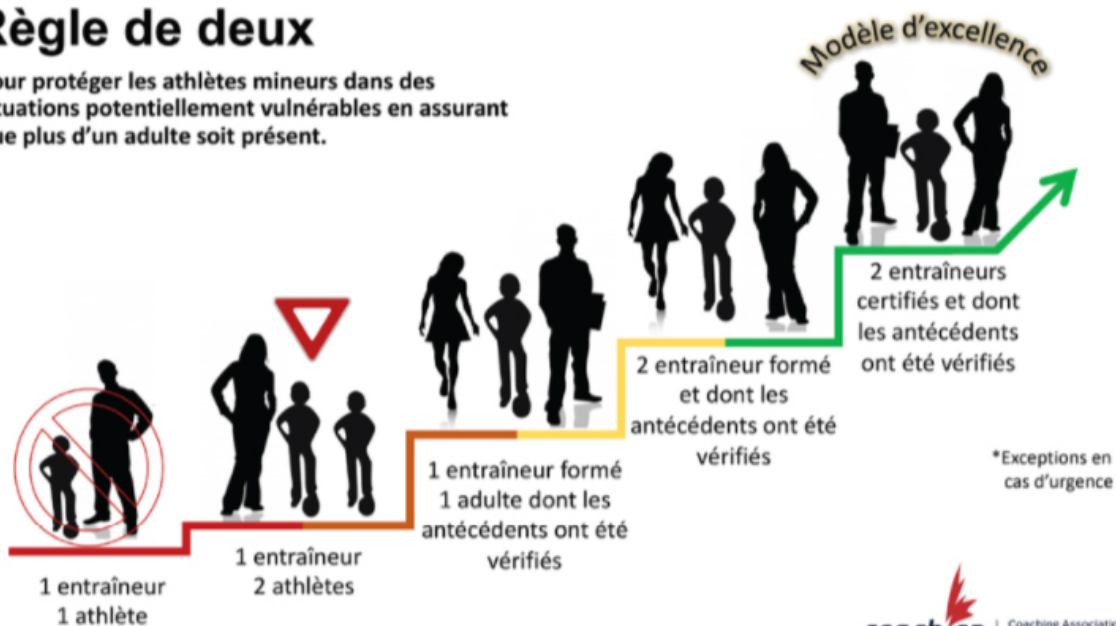 Règle de deux
our protéger les athlètes mineurs dans des
tuations potentiellement vulnérables en assurant
ue plus d'un adulte soit présent.
Modèle d'excellence
1 entraîneur
1 athlète
1 entraîneur
2 athlètes
1 entraîneur formé
1 adulte dont les
antécédents ont été
vérifiés
2 entraîneur formé
et dont les
antécédents ont été
vérifiés
2 entraîneurs
certifiés et dont
les antécédents
ont été vérifiés
*Exceptions en
cas d'urgence
Coaching Associati